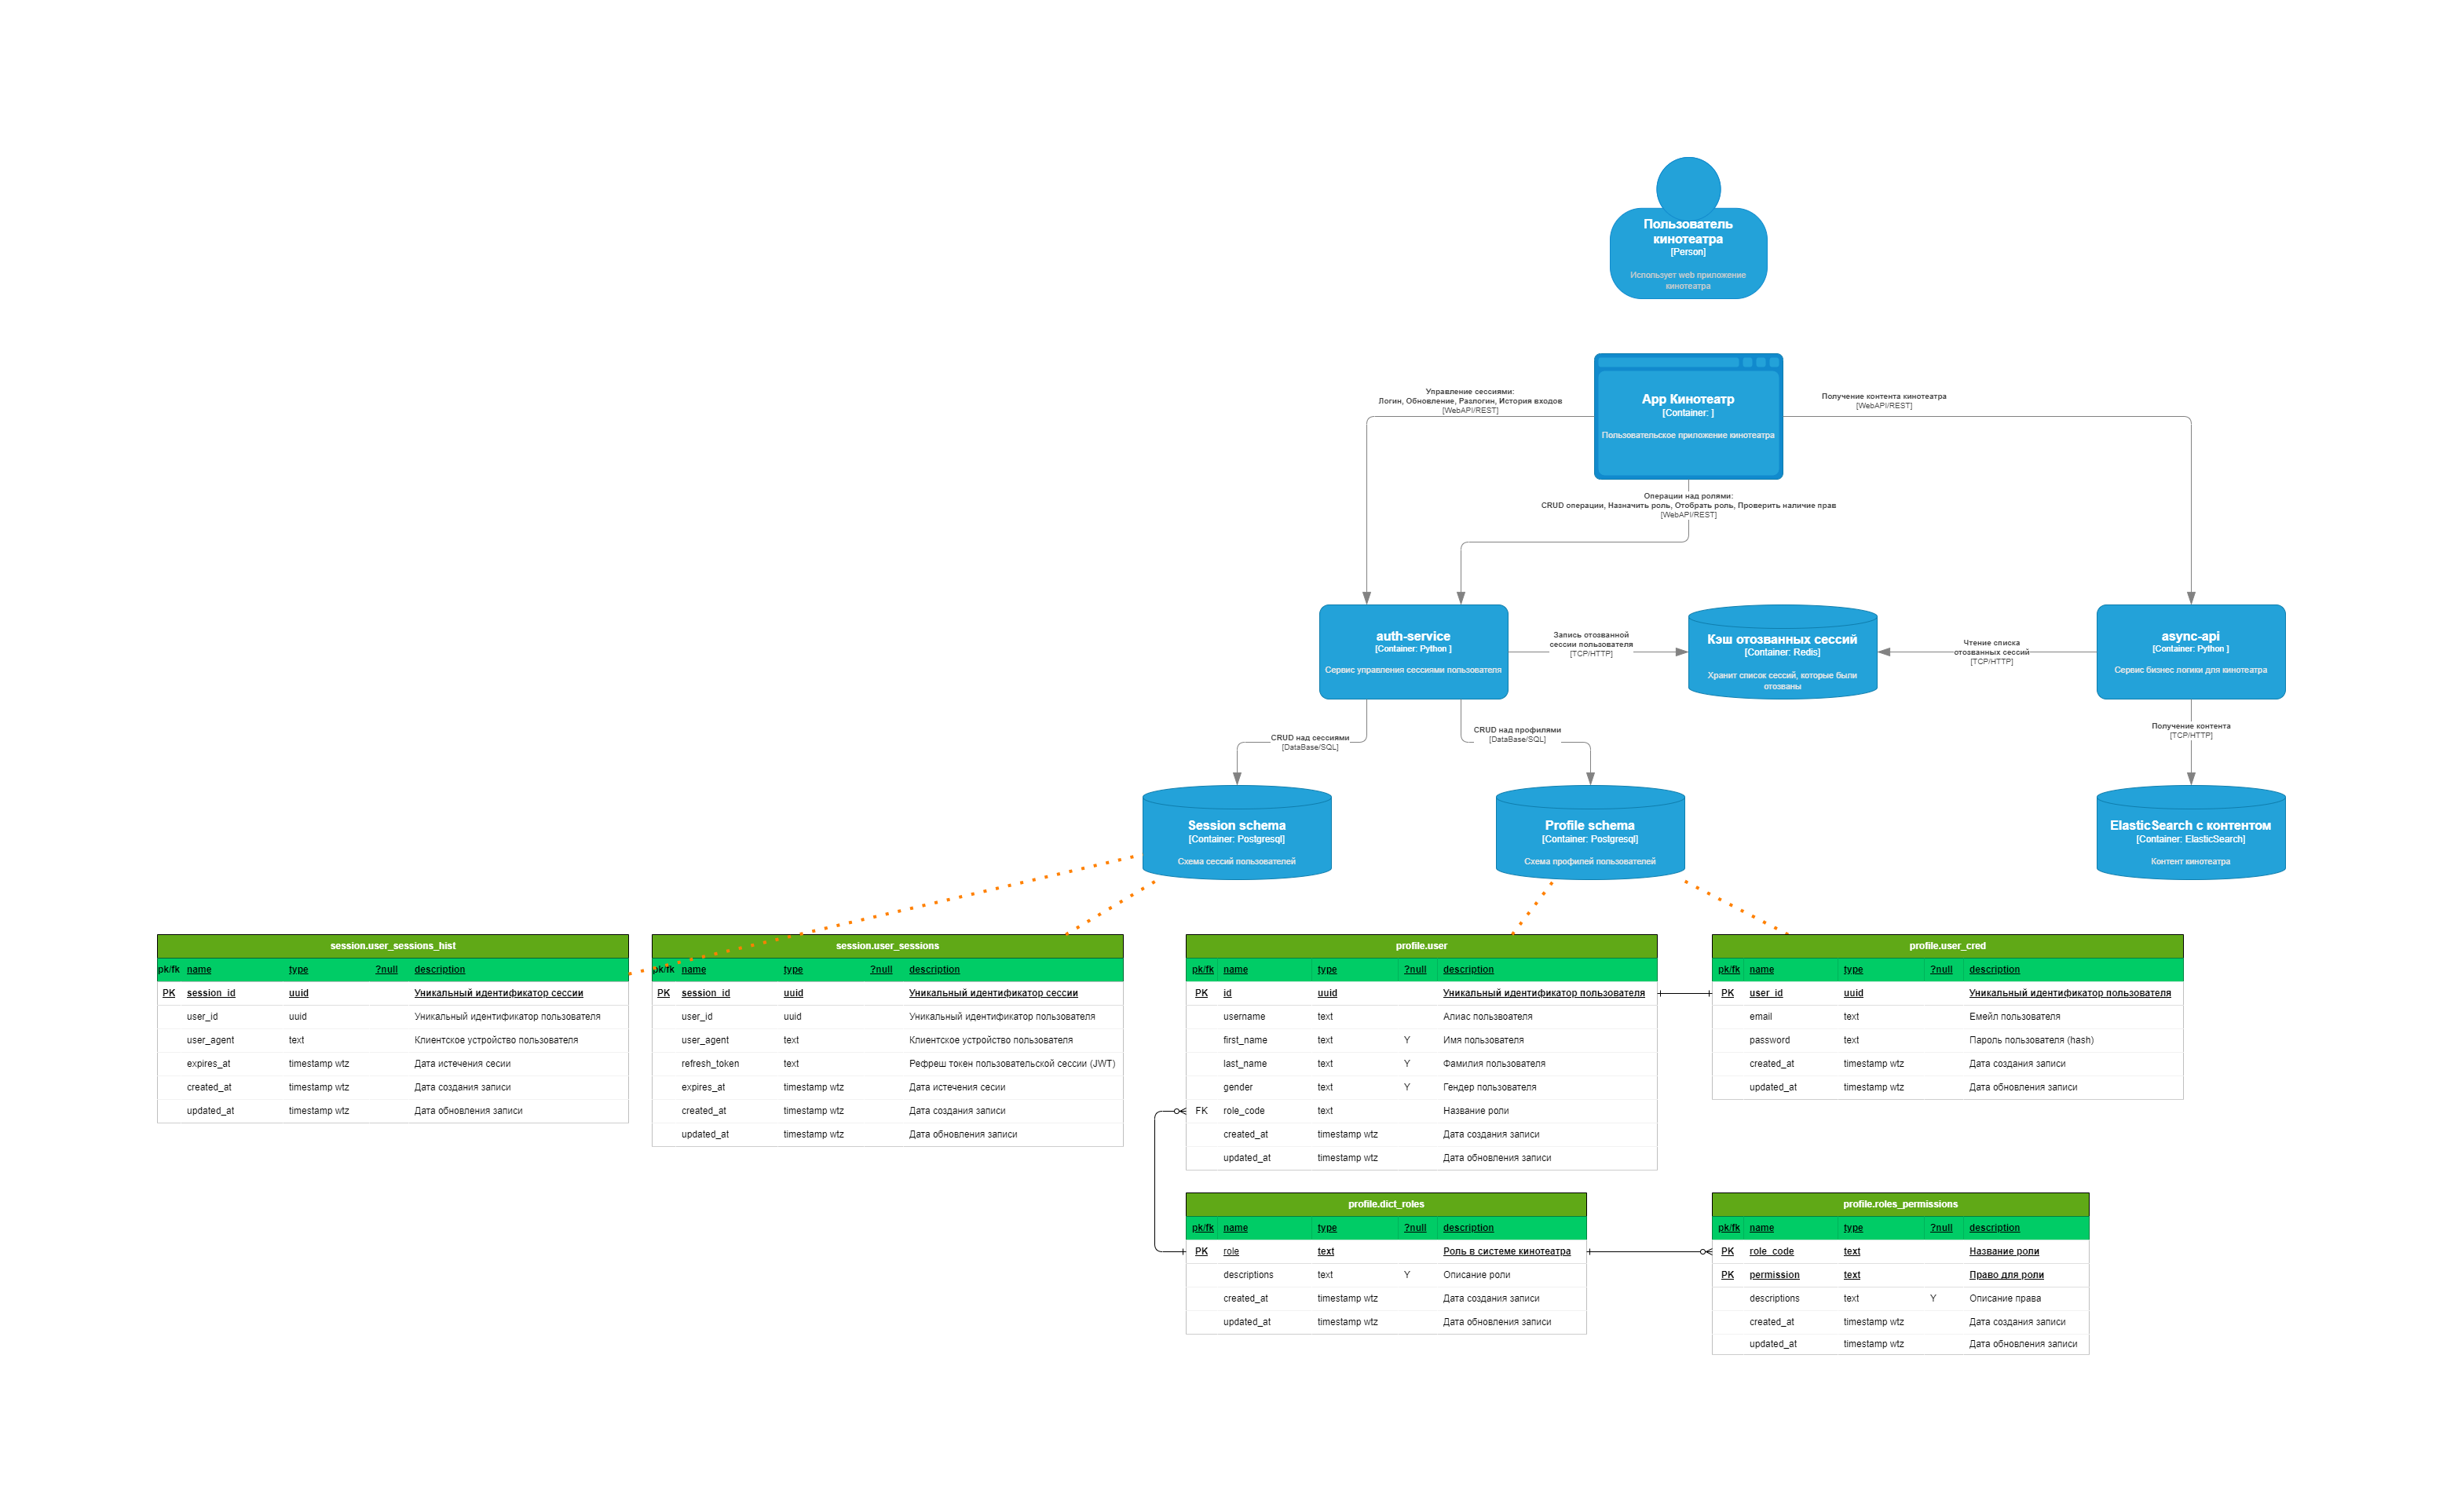 Пользователь
кинотеатра
[Person]
Использует web приложение
кинотеатра
Управление сессиями:
Логин, Обновление, Разлогин, История входов
[WebAPI/REST]
App Кинотеатр
[Container: ]
Пользовательское приложение кинотеатра
Получение контента кинотеатра
[WebAPI/REST]
Операции над ролями:
CRUD операции, Назначить роль, Отобрать роль, Проверить наличие прав
[WebAPI/REST]
auth-service
[Container: Python ]
Сервис управления сессиями пользователя
Запись отозванной
сессии пользователя
[TCP/HTTP]
Кэш отозванных сессий
[Container: Redis]
Хранит список сессий, которые были
отозваны
Чтение списка
отозванных сессий
[TCP/HTTP]
async-api
[Container: Python ]
Сервис бизнес логики для кинотеатра
CRUD над сессиями
[DataBase/SQL]
CRUD над профилями
[DataBase/SQL]
Получение контента
[TCP/HTTP]
Session schema
[Container: Postgresql]
Схема сессий пользователей
Profile schema
[Container: Postgresql]
Схема профилей пользователей
ElasticSearch с контентом
[Container: ElasticSearch]
Контент кинотеатра
session.user_sessions_hist
pk/fk name type ?null description
PK session_id uuid Уникальный идентификатор сессии
user_id uuid Уникальный идентификатор пользователя
user_agent text Клиентское устройство пользователя
expires_at timestamp wtz Дата истечения сесии
created_at timestamp wtz Дата создания записи
updated_at timestamp wtz Дата обновления записи
session.user_sessions
pk/fk name type ?null description
PK session_id uuid Уникальный идентификатор сессии
user_id uuid Уникальный идентификатор пользователя
user_agent text Клиентское устройство пользователя
refresh_token text Рефреш токен пользовательской сессии (JWT)
expires_at timestamp wtz Дата истечения сесии
created_at timestamp wtz Дата создания записи
updated_at timestamp wtz Дата обновления записи
profile.user
pk/fk name type ?null description
PK id uuid Уникальный идентификатор пользователя
username text Алиас пользвоателя
first_name text Y Имя пользователя
last_name text Y Фамилия пользователя
gender text Y Гендер пользователя
FK role_code text Название роли
created_at timestamp wtz Дата создания записи
updated_at timestamp wtz Дата обновления записи
profile.user_cred
pk/fk name type ?null description
PK user_id uuid Уникальный идентификатор пользователя
email text Емейл пользователя
password text Пароль пользователя (hash)
created_at timestamp wtz Дата создания записи
updated_at timestamp wtz Дата обновления записи
profile.dict_roles
pk/fk name type ?null description
PK role text Роль в системе кинотеатра
descriptions text Y Описание роли
created_at timestamp wtz Дата создания записи
updated_at timestamp wtz Дата обновления записи
profile.roles_permissions
pk/fk name type ?null description
PK role_code text Название роли
PK permission text Право для роли
descriptions text Y Описание права
created_at timestamp wtz Дата создания записи
updated_at timestamp wtz Дата обновления записи